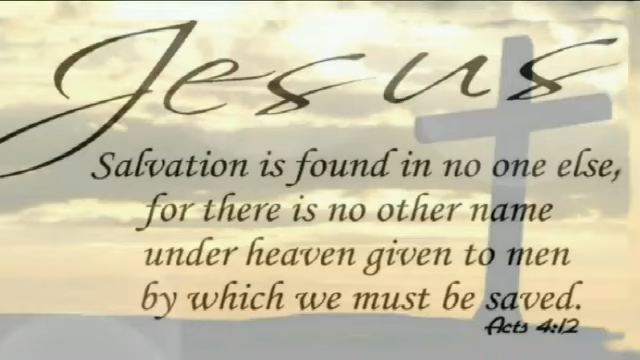 Jesus
Salvation is found in no one else,
for there is no other name
under heaven given to men
by which we must be saved.
Acts 4:12